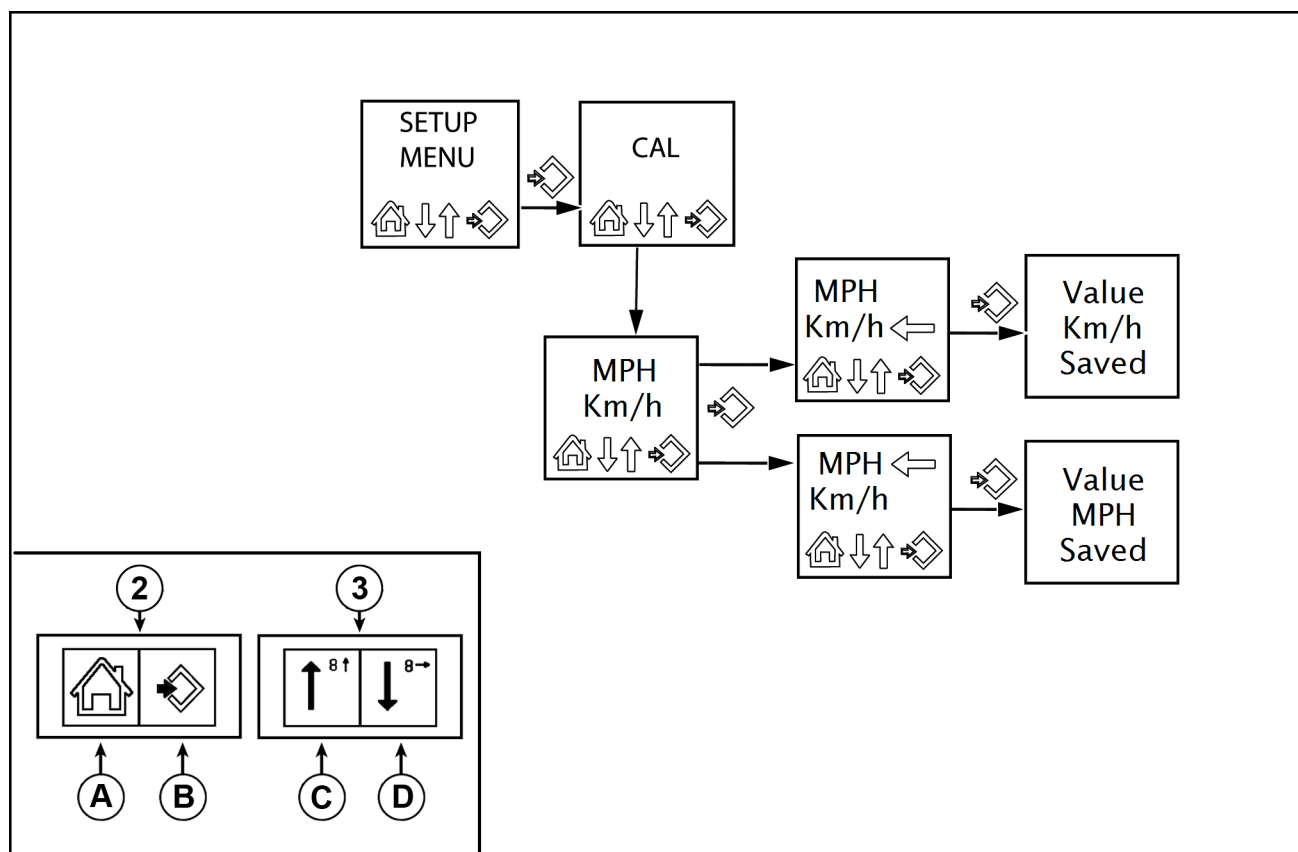 SETUP
MENU
CAL
MPH
Km/h
MPH
Km/h
Value
Km/h
Saved
MPH
Km/h
Value
MPH
Saved
2
3
8
8
A
B
C
D